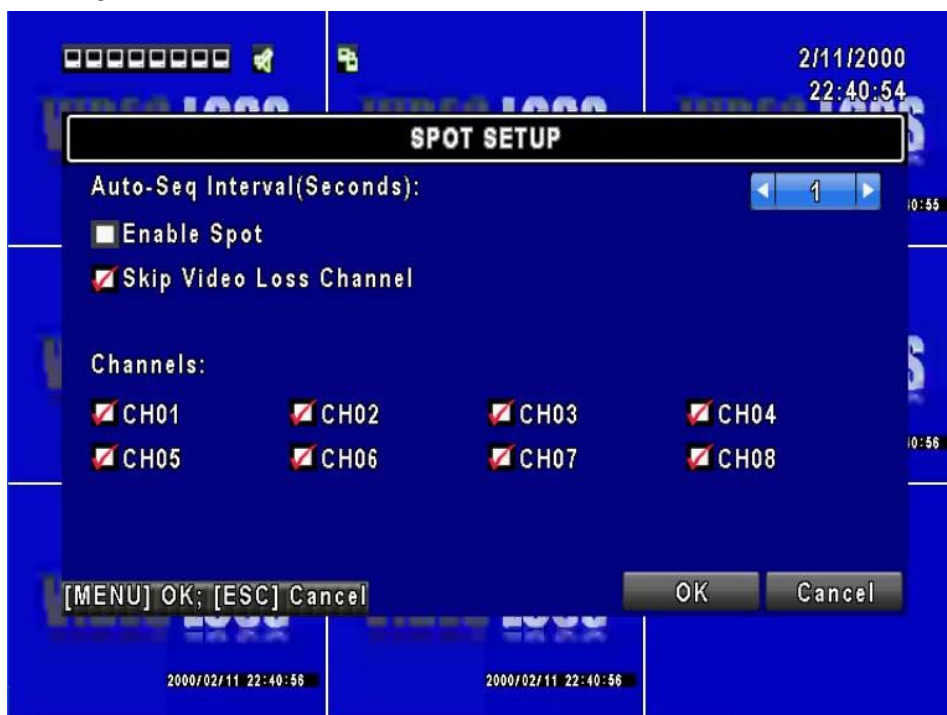 2/11/2000
22:40:54
SPOT SETUP
Auto-Seq Interval(Seconds): 1
Enable Spot
Skip Video Loss Channel
Channels:
CH01 CH02 CH03 CH04
CH05 CH06 CH07 CH08
[MENU] OK; [ESC] Cancel OK Cancel
2000/02/11 22:40:56 2000/02/11 22:40:56